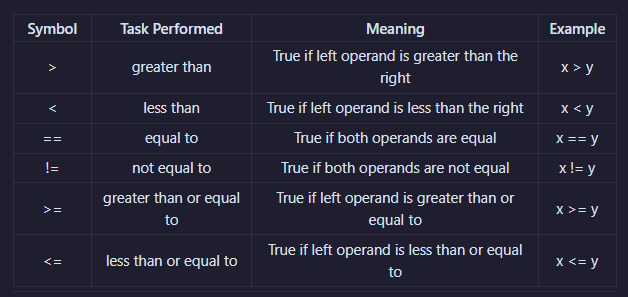 Symbol Task Performed Meaning Example
> greater than True if left operand is greater than the right x > y
< less than True if left operand is less than the right x < y
== equal to True if both operands are equal x == y
!= not equal to True if both operands are not equal x != y
>= greater than or equal to True if left operand is greater than or equal to x >= y
<= less than or equal to True if left operand is less than or equal to x <= y